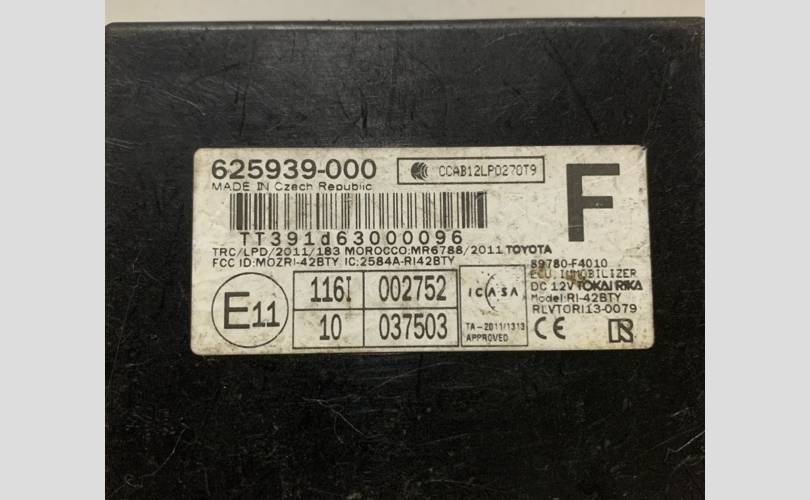 625939-000
CCAB12LP0270T9
MADE IN Czech Republic
F
TT391d63000096
TRC/LPD/2011/183 MOROCCO:MR6788/2011 TOYOTA
FCC ID:MOZRI-42BTY IC:2584A-RI42BTY
89780-F4010
ECU, IMMOBILIZER
DC 12V TOKAI RIKA
Model:RI-42BTY
RLVTORI13-0079
E11
116I 002752
10 037503
ICASA
TA-2011/1313
APPROVED
CE